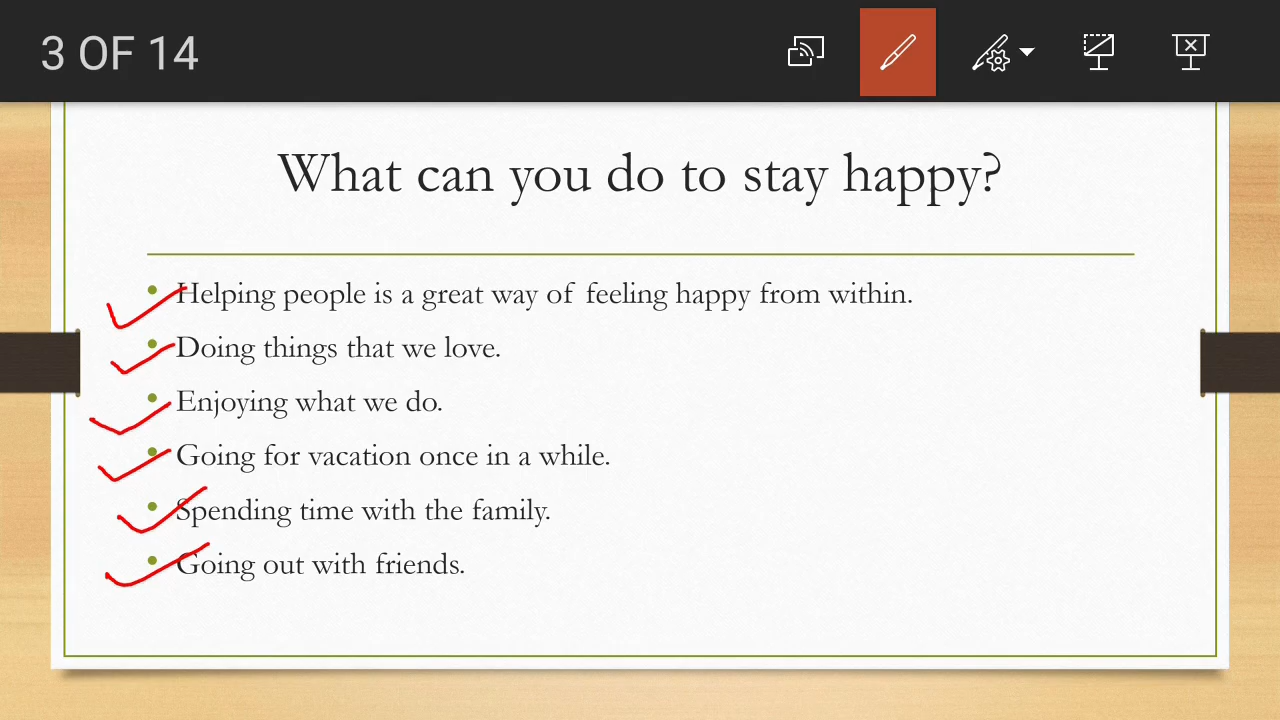 3 OF 14
What can you do to stay happy?
• Helping people is a great way of feeling happy from within.
• Doing things that we love.
• Enjoying what we do.
• Going for vacation once in a while.
• Spending time with the family.
• Going out with friends.